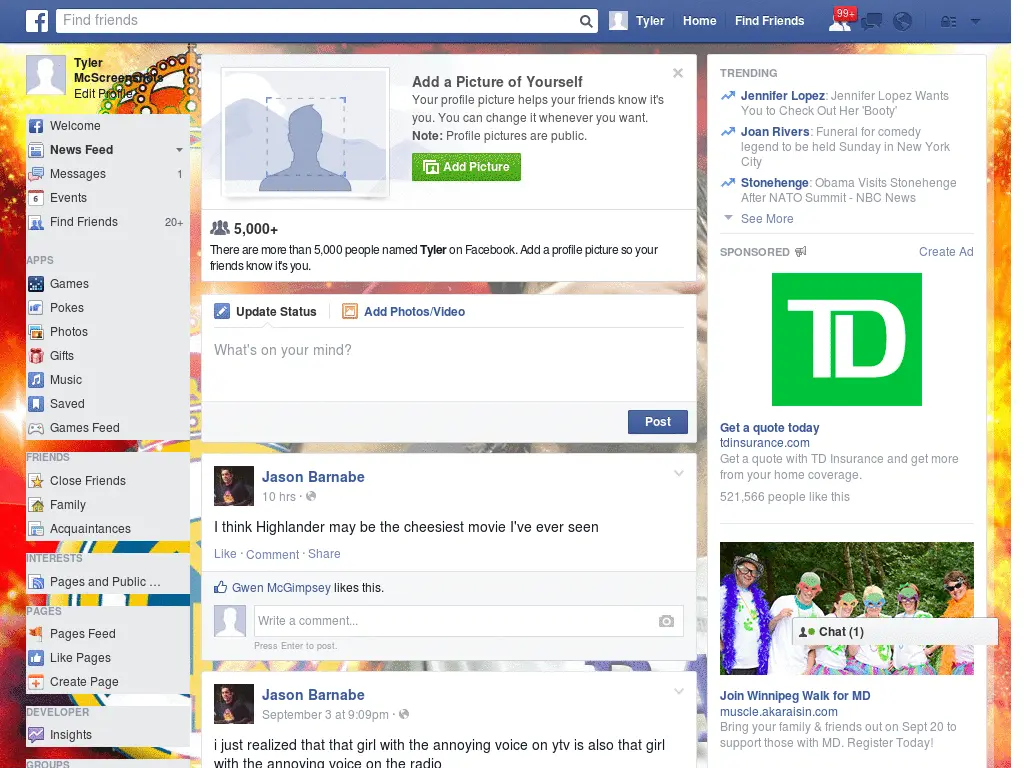 Find friends
Tyler
Home
Find Friends
99+
Tyler
McScreenshots
Edit Profile
Welcome
News Feed
Messages
1
Events
6
Find Friends
20+
APPS
Games
Pokes
Photos
Gifts
Music
Saved
Games Feed
FRIENDS
Close Friends
Family
Acquaintances
INTERESTS
Pages and Public ...
PAGES
Pages Feed
Like Pages
Create Page
DEVELOPER
Insights
GROUPS
Add a Picture of Yourself
Your profile picture helps your friends know it's
you. You can change it whenever you want.
Note: Profile pictures are public.
Add Picture
5,000+
There are more than 5,000 people named Tyler on Facebook. Add a profile picture so your
friends know it's you.
Update Status
Add Photos/Video
What's on your mind?
Post
Jason Barnabe
10 hrs ·
I think Highlander may be the cheesiest movie I've ever seen
Like · Comment · Share
Gwen McGimpsey likes this.
Write a comment...
Press Enter to post.
Jason Barnabe
September 3 at 9:09pm ·
i just realized that that girl with the annoying voice on ytv is also that girl
with the annoying voice on the radio
TRENDING
Jennifer Lopez: Jennifer Lopez Wants
You to Check Out Her 'Booty'
Joan Rivers: Funeral for comedy
legend to be held Sunday in New York
City
Stonehenge: Obama Visits Stonehenge
After NATO Summit - NBC News
See More
SPONSORED
Create Ad
TD
Get a quote today
tdinsurance.com
Get a quote with TD Insurance and get more
from your home coverage.
521,566 people like this
Chat (1)
Join Winnipeg Walk for MD
muscle.akaraisin.com
Bring your family & friends out on Sept 20 to
support those with MD. Register Today!